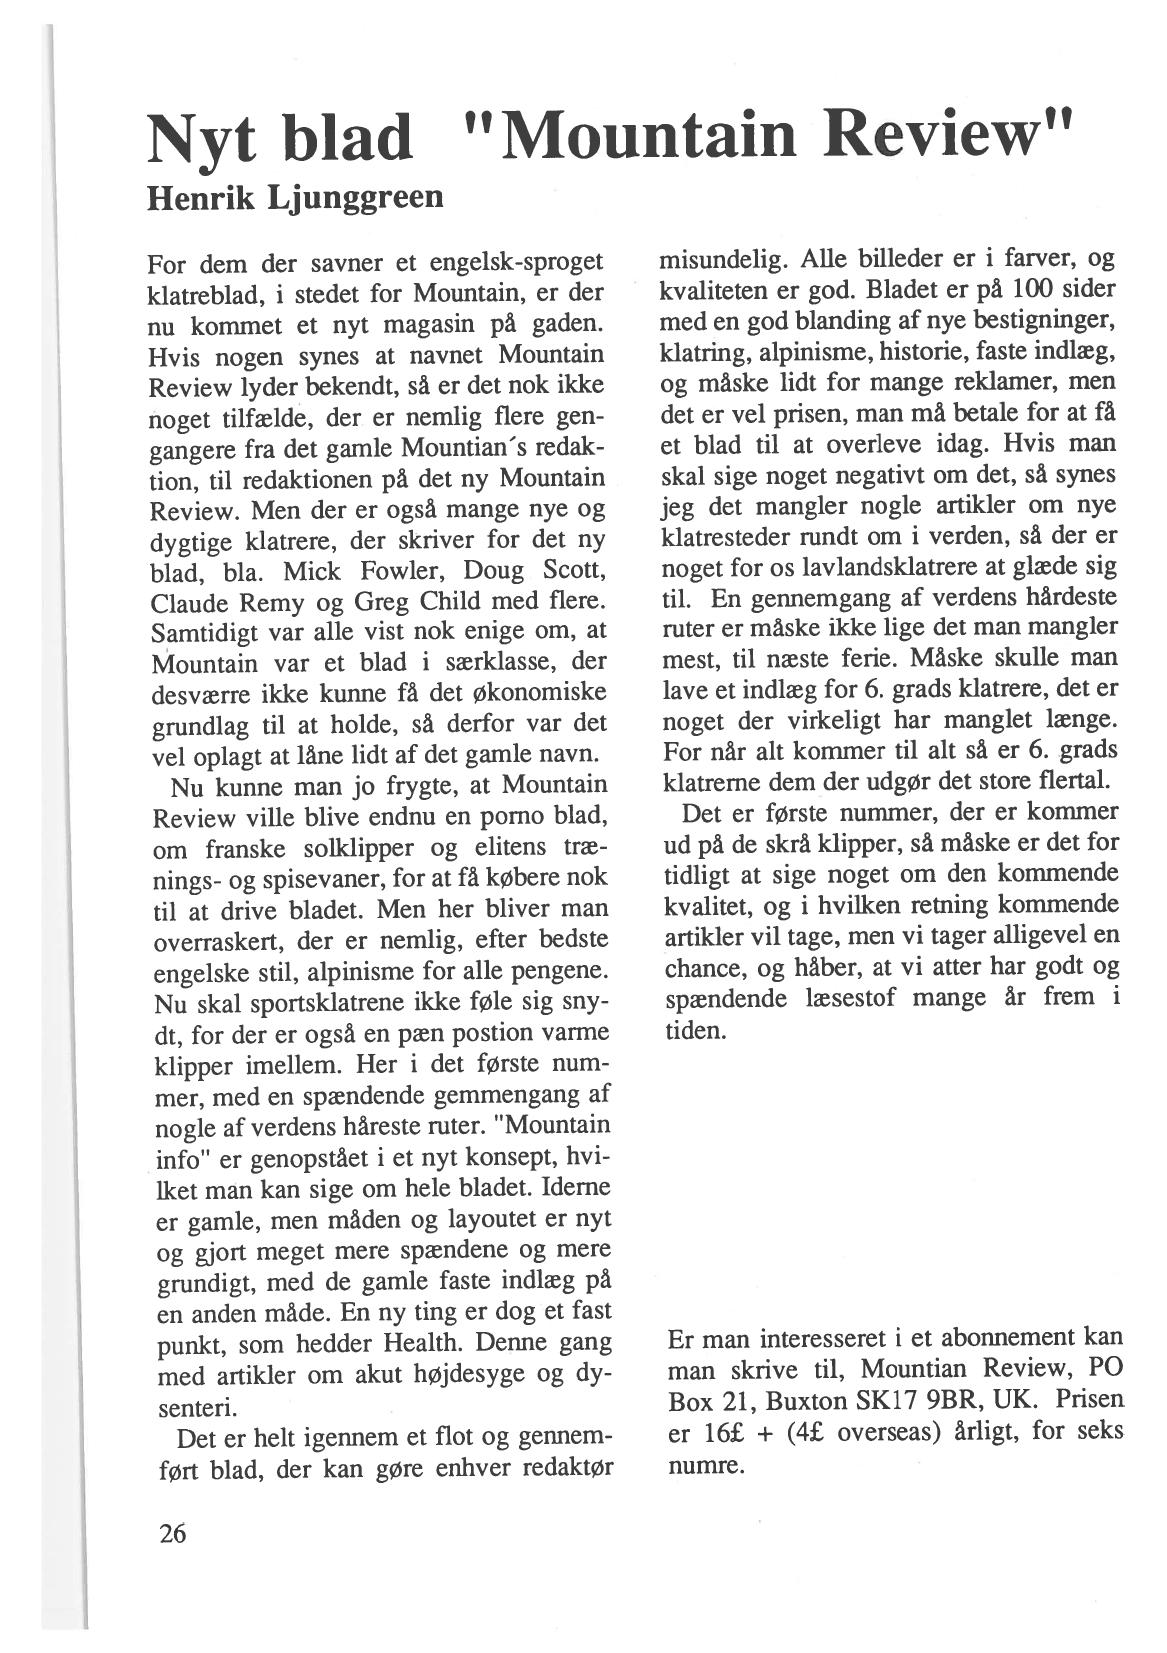 Nyt blad "Mountain Review"
Henrik Ljunggreen
For dem der savner et engelsk-sproget
klatreblad, i stedet for Mountain, er der
nu kommet et nyt magasin på gaden.
Hvis nogen synes at navnet Mountain
Review lyder bekendt, så er det nok ikke
noget tilfælde, der er nemlig flere gen-
gangere fra det gamle Mountian´s redak-
tion, til redaktionen på det ny Mountain
Review. Men der er også mange nye og
dygtige klatrere, der skriver for det ny
blad, bla. Mick Fowler, Doug Scott,
Claude Remy og Greg Child med flere.
Samtidigt var alle vist nok enige om, at
Mountain var et blad i særklasse, der
desværre ikke kunne få det økonomiske
grundlag til at holde, så derfor var det
vel oplagt at låne lidt af det gamle navn.
Nu kunne man jo frygte, at Mountain
Review ville blive endnu en porno blad,
om franske solklipper og elitens træ-
nings- og spisevaner, for at få købere nok
til at drive bladet. Men her bliver man
overraskert, der er nemlig, efter bedste
engelske stil, alpinisme for alle pengene.
Nu skal sportsklatrene ikke føle sig sny-
dt, for der er også en pæn postion varme
klipper imellem. Her i det første num-
mer, med en spændende gemmengang af
nogle af verdens håreste ruter. "Mountain
info" er genopstået i et nyt konsept, hvi-
lket man kan sige om hele bladet. Iderne
er gamle, men måden og layoutet er nyt
og gjort meget mere spændene og mere
grundigt, med de gamle faste indlæg på
en anden måde. En ny ting er dog et fast
punkt, som hedder Health. Denne gang
med artikler om akut højdesyge og dy-
senteri.
Det er helt igennem et flot og gennem-
ført blad, der kan gøre enhver redaktør
misundelig. Alle billeder er i farver, og
kvaliteten er god. Bladet er på 100 sider
med en god blanding af nye bestigninger,
klatring, alpinisme, historie, faste indlæg,
og måske lidt for mange reklamer, men
det er vel prisen, man må betale for at få
et blad til at overleve idag. Hvis man
skal sige noget negativt om det, så synes
jeg det mangler nogle artikler om nye
klatresteder rundt om i verden, så der er
noget for os lavlandsklatrere at glæde sig
til. En gennemgang af verdens hårdeste
ruter er måske ikke lige det man mangler
mest, til næste ferie. Måske skulle man
lave et indlæg for 6. grads klatrere, det er
noget der virkeligt har manglet længe.
For når alt kommer til alt så er 6. grads
klatrerne dem der udgør det store flertal.
Det er første nummer, der er kommer
ud på de skrå klipper, så måske er det for
tidligt at sige noget om den kommende
kvalitet, og i hvilken retning kommende
artikler vil tage, men vi tager alligevel en
chance, og håber, at vi atter har godt og
spændende læsestof mange år frem i
tiden.
Er man interesseret i et abonnement kan
man skrive til, Mountian Review, PO
Box 21, Buxton SK17 9BR, UK. Prisen
er 16£ + (4£ overseas) årligt, for seks
numre.
26